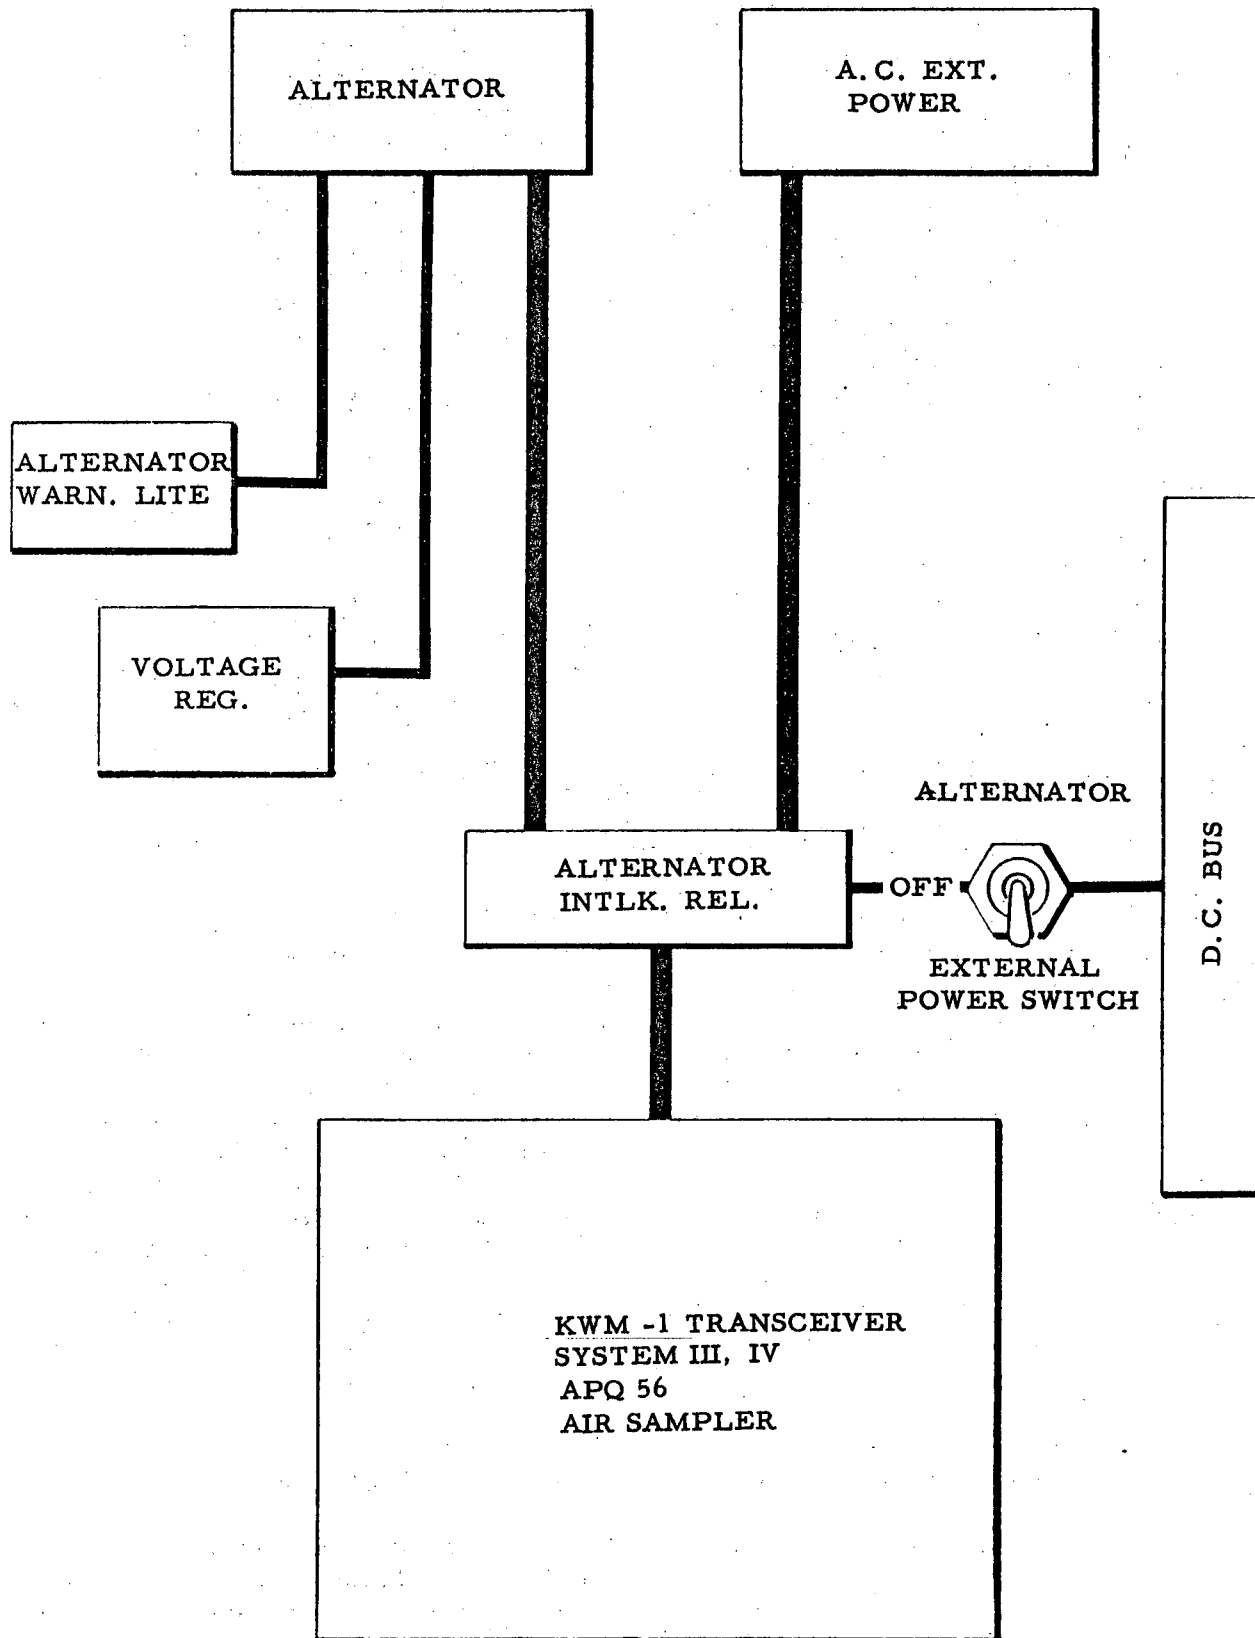 ALTERNATOR
A.C. EXT.
POWER
ALTERNATOR
WARN. LITE
VOLTAGE
REG.
ALTERNATOR
ALTERNATOR
INTLK. REL.
OFF
EXTERNAL
POWER SWITCH
D.C. BUS
KWM -1 TRANSCEIVER
SYSTEM III, IV
APQ 56
AIR SAMPLER